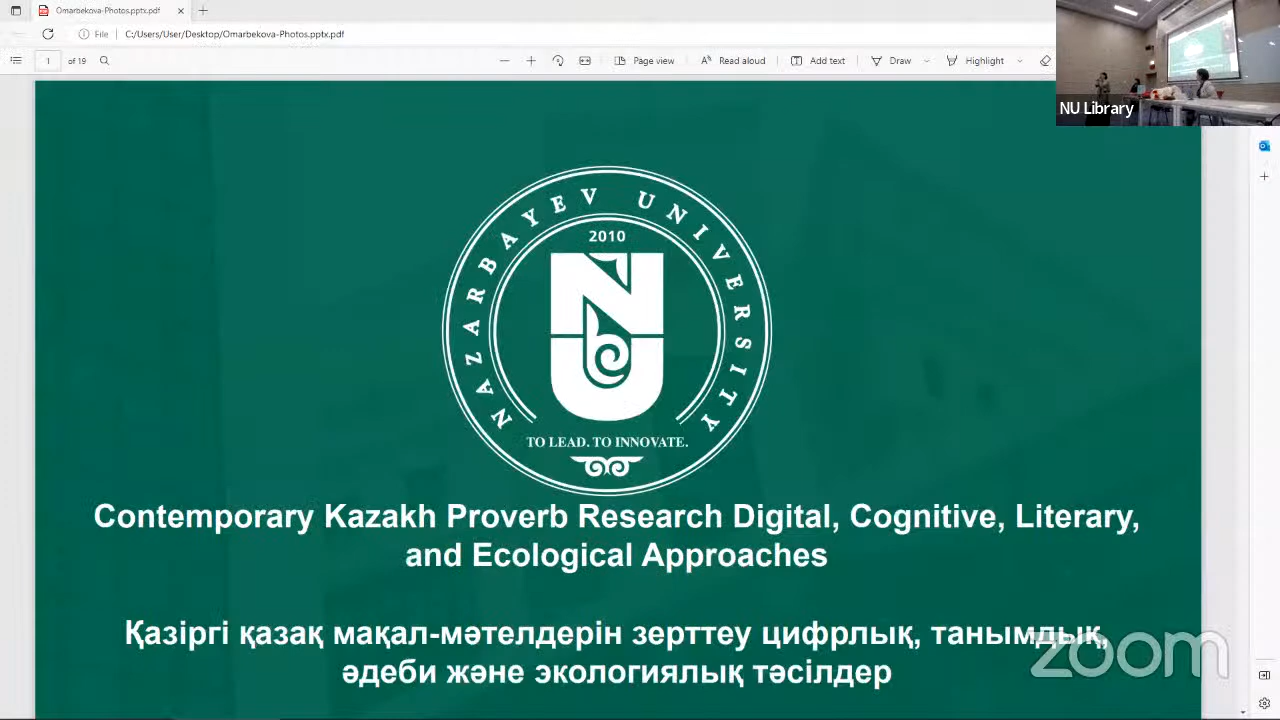 Omarbekova-Photos.pptx.pdf
File
C:/Users/User/Desktop/Omarbekova-Photos.pptx.pdf
1 of 19
Page view
Read aloud
Add text
Draw
Highlight
NU Library
NAZARBAYEV UNIVERSITY
2010
NU
TO LEAD. TO INNOVATE.
Contemporary Kazakh Proverb Research Digital, Cognitive, Literary,
and Ecological Approaches
Қазіргі қазақ мақал-мәтелдерін зерттеу цифрлық, танымдық,
әдеби және экологиялық тәсілдер
zoom